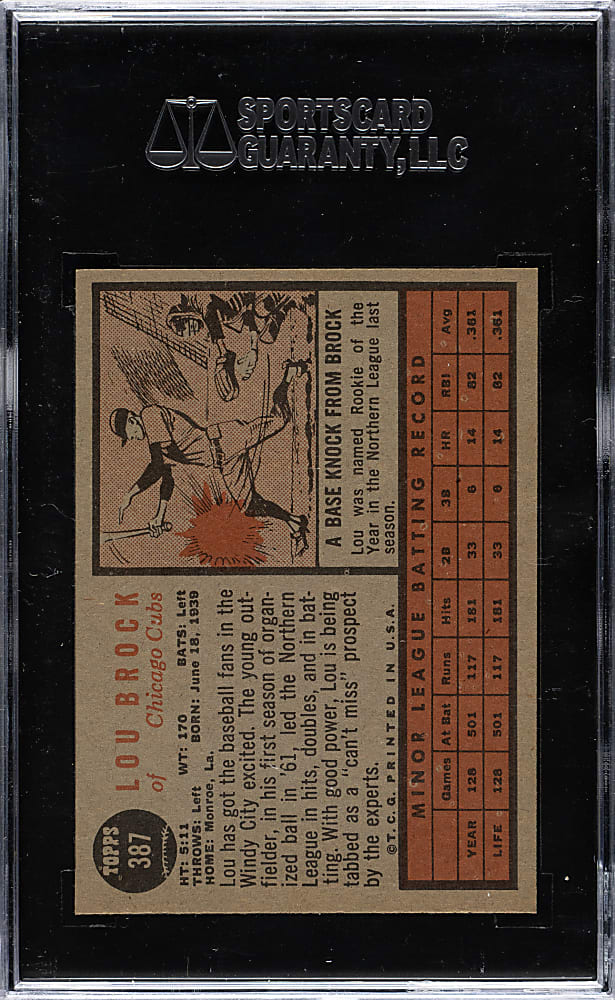 SPORTSCARD
GUARANTY, LLC
TOPPS
387
LOU BROCK
of Chicago Cubs
HT: 5:11 WT: 170 BATS: Left
THROWS: Left BORN: June 18, 1939
HOME: Monroe, La.
Lou has got the baseball fans in the
Windy City excited. The young out-
fielder, in his first season of organ-
ized ball in '61, led the Northern
League in hits, doubles, and in bat-
ting. With good power, Lou is being
tabbed as a "can't miss" prospect
by the experts.
© T. C. G. PRINTED IN U.S.A.
A BASE KNOCK FROM BROCK
Lou was named Rookie of the
Year in the Northern League last
season.
MINOR LEAGUE BATTING RECORD
Games At Bat Runs Hits 2B 3B HR RBI Avg
YEAR 128 501 117 181 33 6 14 82 .361
LIFE 128 501 117 181 33 6 14 82 .361